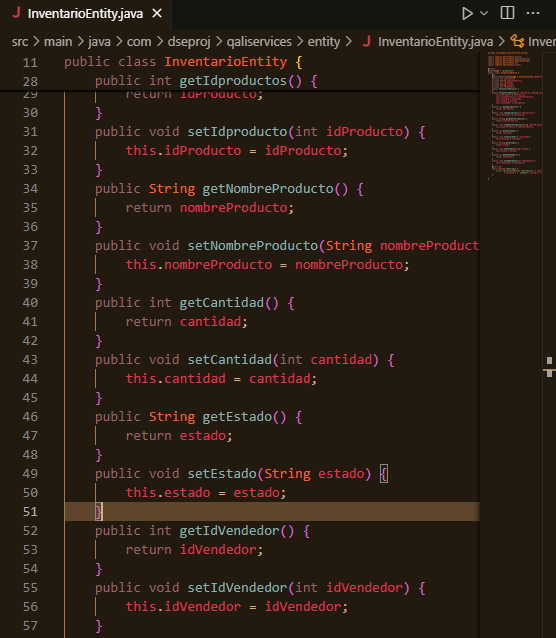 InventarioEntity.java
src > main > java > com > dseproj > qaliservices > entity > InventarioEntity.java > Inver
11 public class InventarioEntity {
28 public int getIdproductos() {
29 return idProducto;
30 }
31 public void setIdproducto(int idProducto) {
32 this.idProducto = idProducto;
33 }
34 public String getNombreProducto() {
35 return nombreProducto;
36 }
37 public void setNombreProducto(String nombreProduct
38 this.nombreProducto = nombreProducto;
39 }
40 public int getCantidad() {
41 return cantidad;
42 }
43 public void setCantidad(int cantidad) {
44 this.cantidad = cantidad;
45 }
46 public String getEstado() {
47 return estado;
48 }
49 public void setEstado(String estado) {
50 this.estado = estado;
51 }
52 public int getIdVendedor() {
53 return idVendedor;
54 }
55 public void setIdVendedor(int idVendedor) {
56 this.idVendedor = idVendedor;
57 }